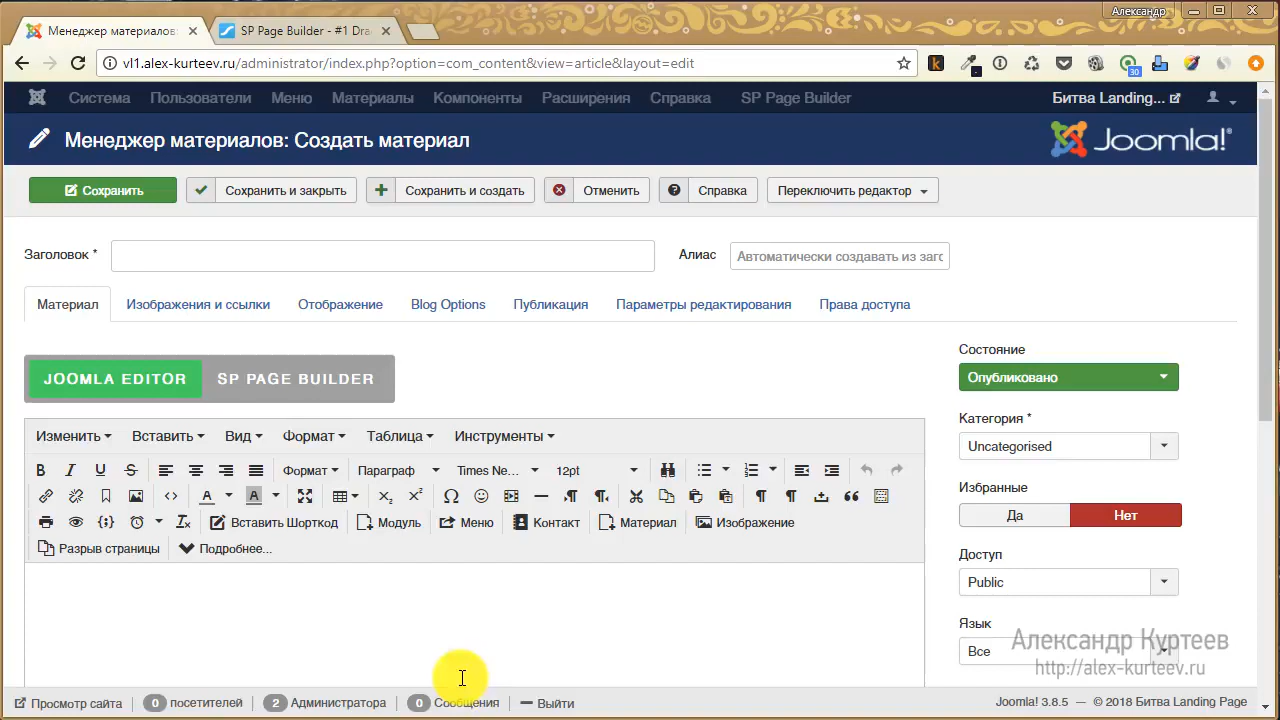 Александр
Менеджер материалов:
SP Page Builder - #1 Dra
vl1.alex-kurteev.ru/administrator/index.php?option=com_content&view=article&layout=edit
30
Система Пользователи Меню Материалы Компоненты Расширения Справка SP Page Builder Битва Landing...
Менеджер материалов: Создать материал Joomla!®
Сохранить Сохранить и закрыть Сохранить и создать Отменить Справка Переключить редактор
Заголовок * Алиас Автоматически создавать из заго
Материал Изображения и ссылки Отображение Blog Options Публикация Параметры редактирования Права доступа
JOOMLA EDITOR SP PAGE BUILDER
Изменить Вставить Вид Формат Таблица Инструменты
Формат Параграф Times Ne... 12pt
Вставить Шорткод Модуль Меню Контакт Материал Изображение
Разрыв страницы Подробнее...
Состояние
Опубликовано
Категория *
Uncategorised
Избранные
Да Нет
Доступ
Public
Язык
Все
Александр Куртеев
http://alex-kurteev.ru
Просмотр сайта 0 посетителей 2 Администратора 0 Сообщения Выйти Joomla! 3.8.5 — © 2018 Битва Landing Page